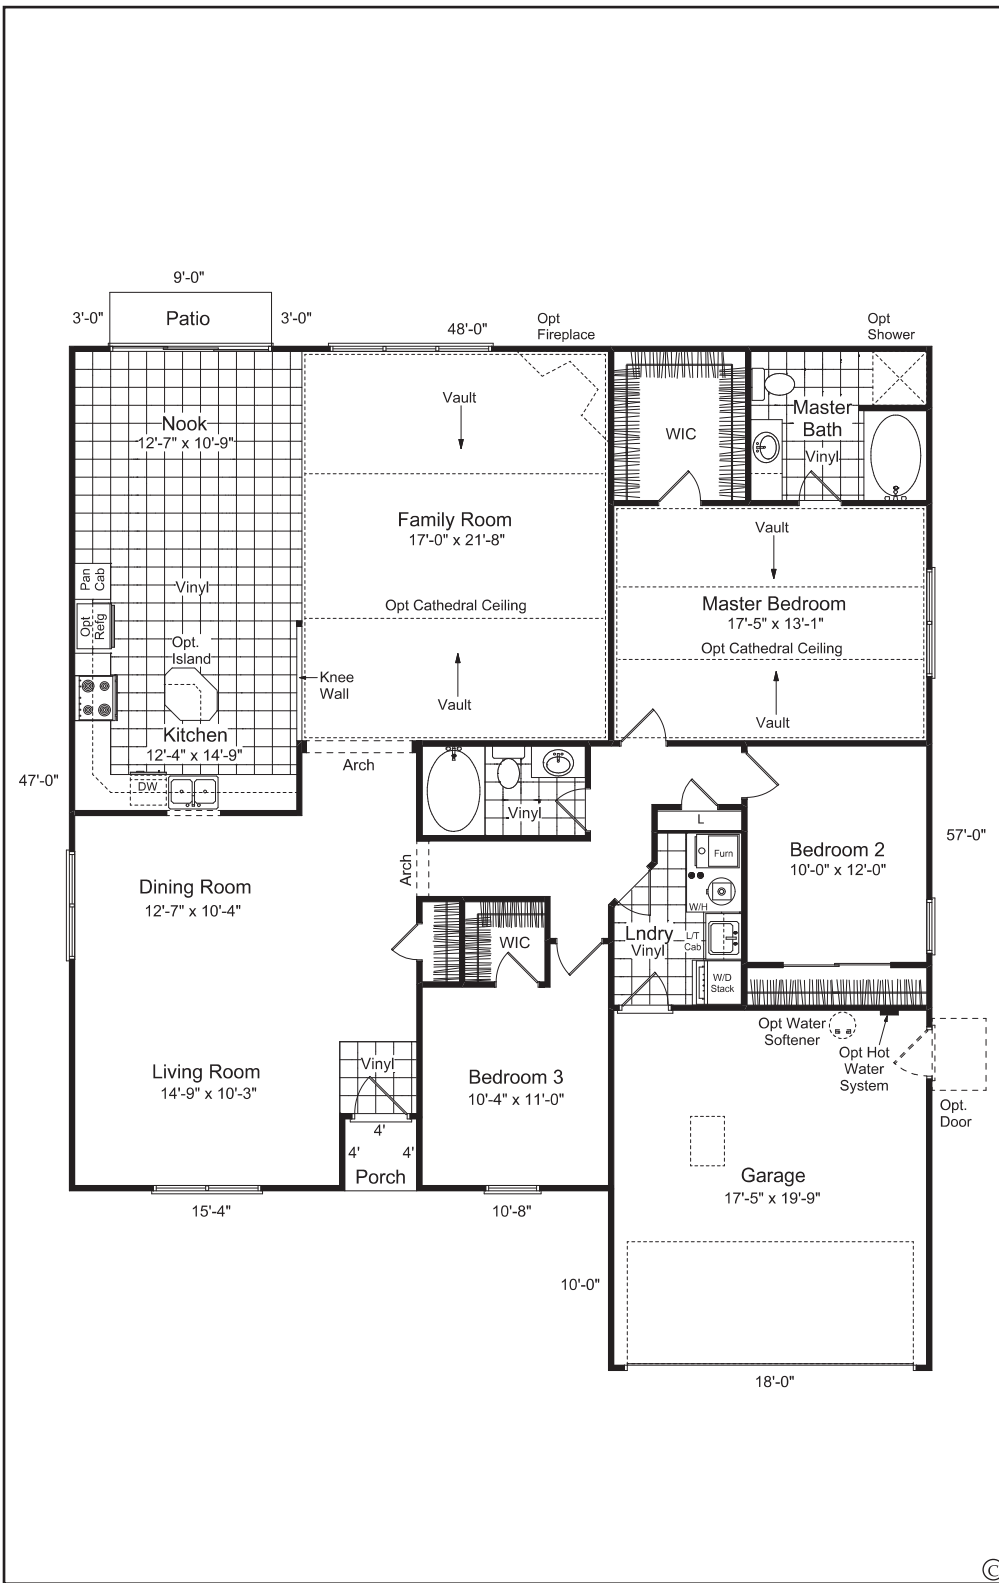 9'-0"
3'-0"
Patio
3'-0"
48'-0"
Opt
Fireplace
Opt
Shower
Nook
12'-7" x 10'-9"
Vault
WIC
Master
Bath
Vinyl
Family Room
17'-0" x 21'-8"
Vault
Pan
Cab
Vinyl
Opt
Refg
Opt Cathedral Ceiling
Master Bedroom
17'-5" x 13'-1"
Opt Cathedral Ceiling
Opt.
Island
Knee
Wall
Vault
Vault
Kitchen
12'-4" x 14'-9"
Arch
47'-0"
DW
Vinyl
L
57'-0"
Furn
Bedroom 2
10'-0" x 12'-0"
Arch
Dining Room
12'-7" x 10'-4"
W/H
WIC
Lndry
Vinyl
L/T
Cab
W/D
Stack
Opt Water
Softener
Opt Hot
Water
System
Opt.
Door
Vinyl
Living Room
14'-9" x 10'-3"
Bedroom 3
10'-4" x 11'-0"
4'
4'
4'
Porch
Garage
17'-5" x 19'-9"
15'-4"
10'-8"
10'-0"
18'-0"
©